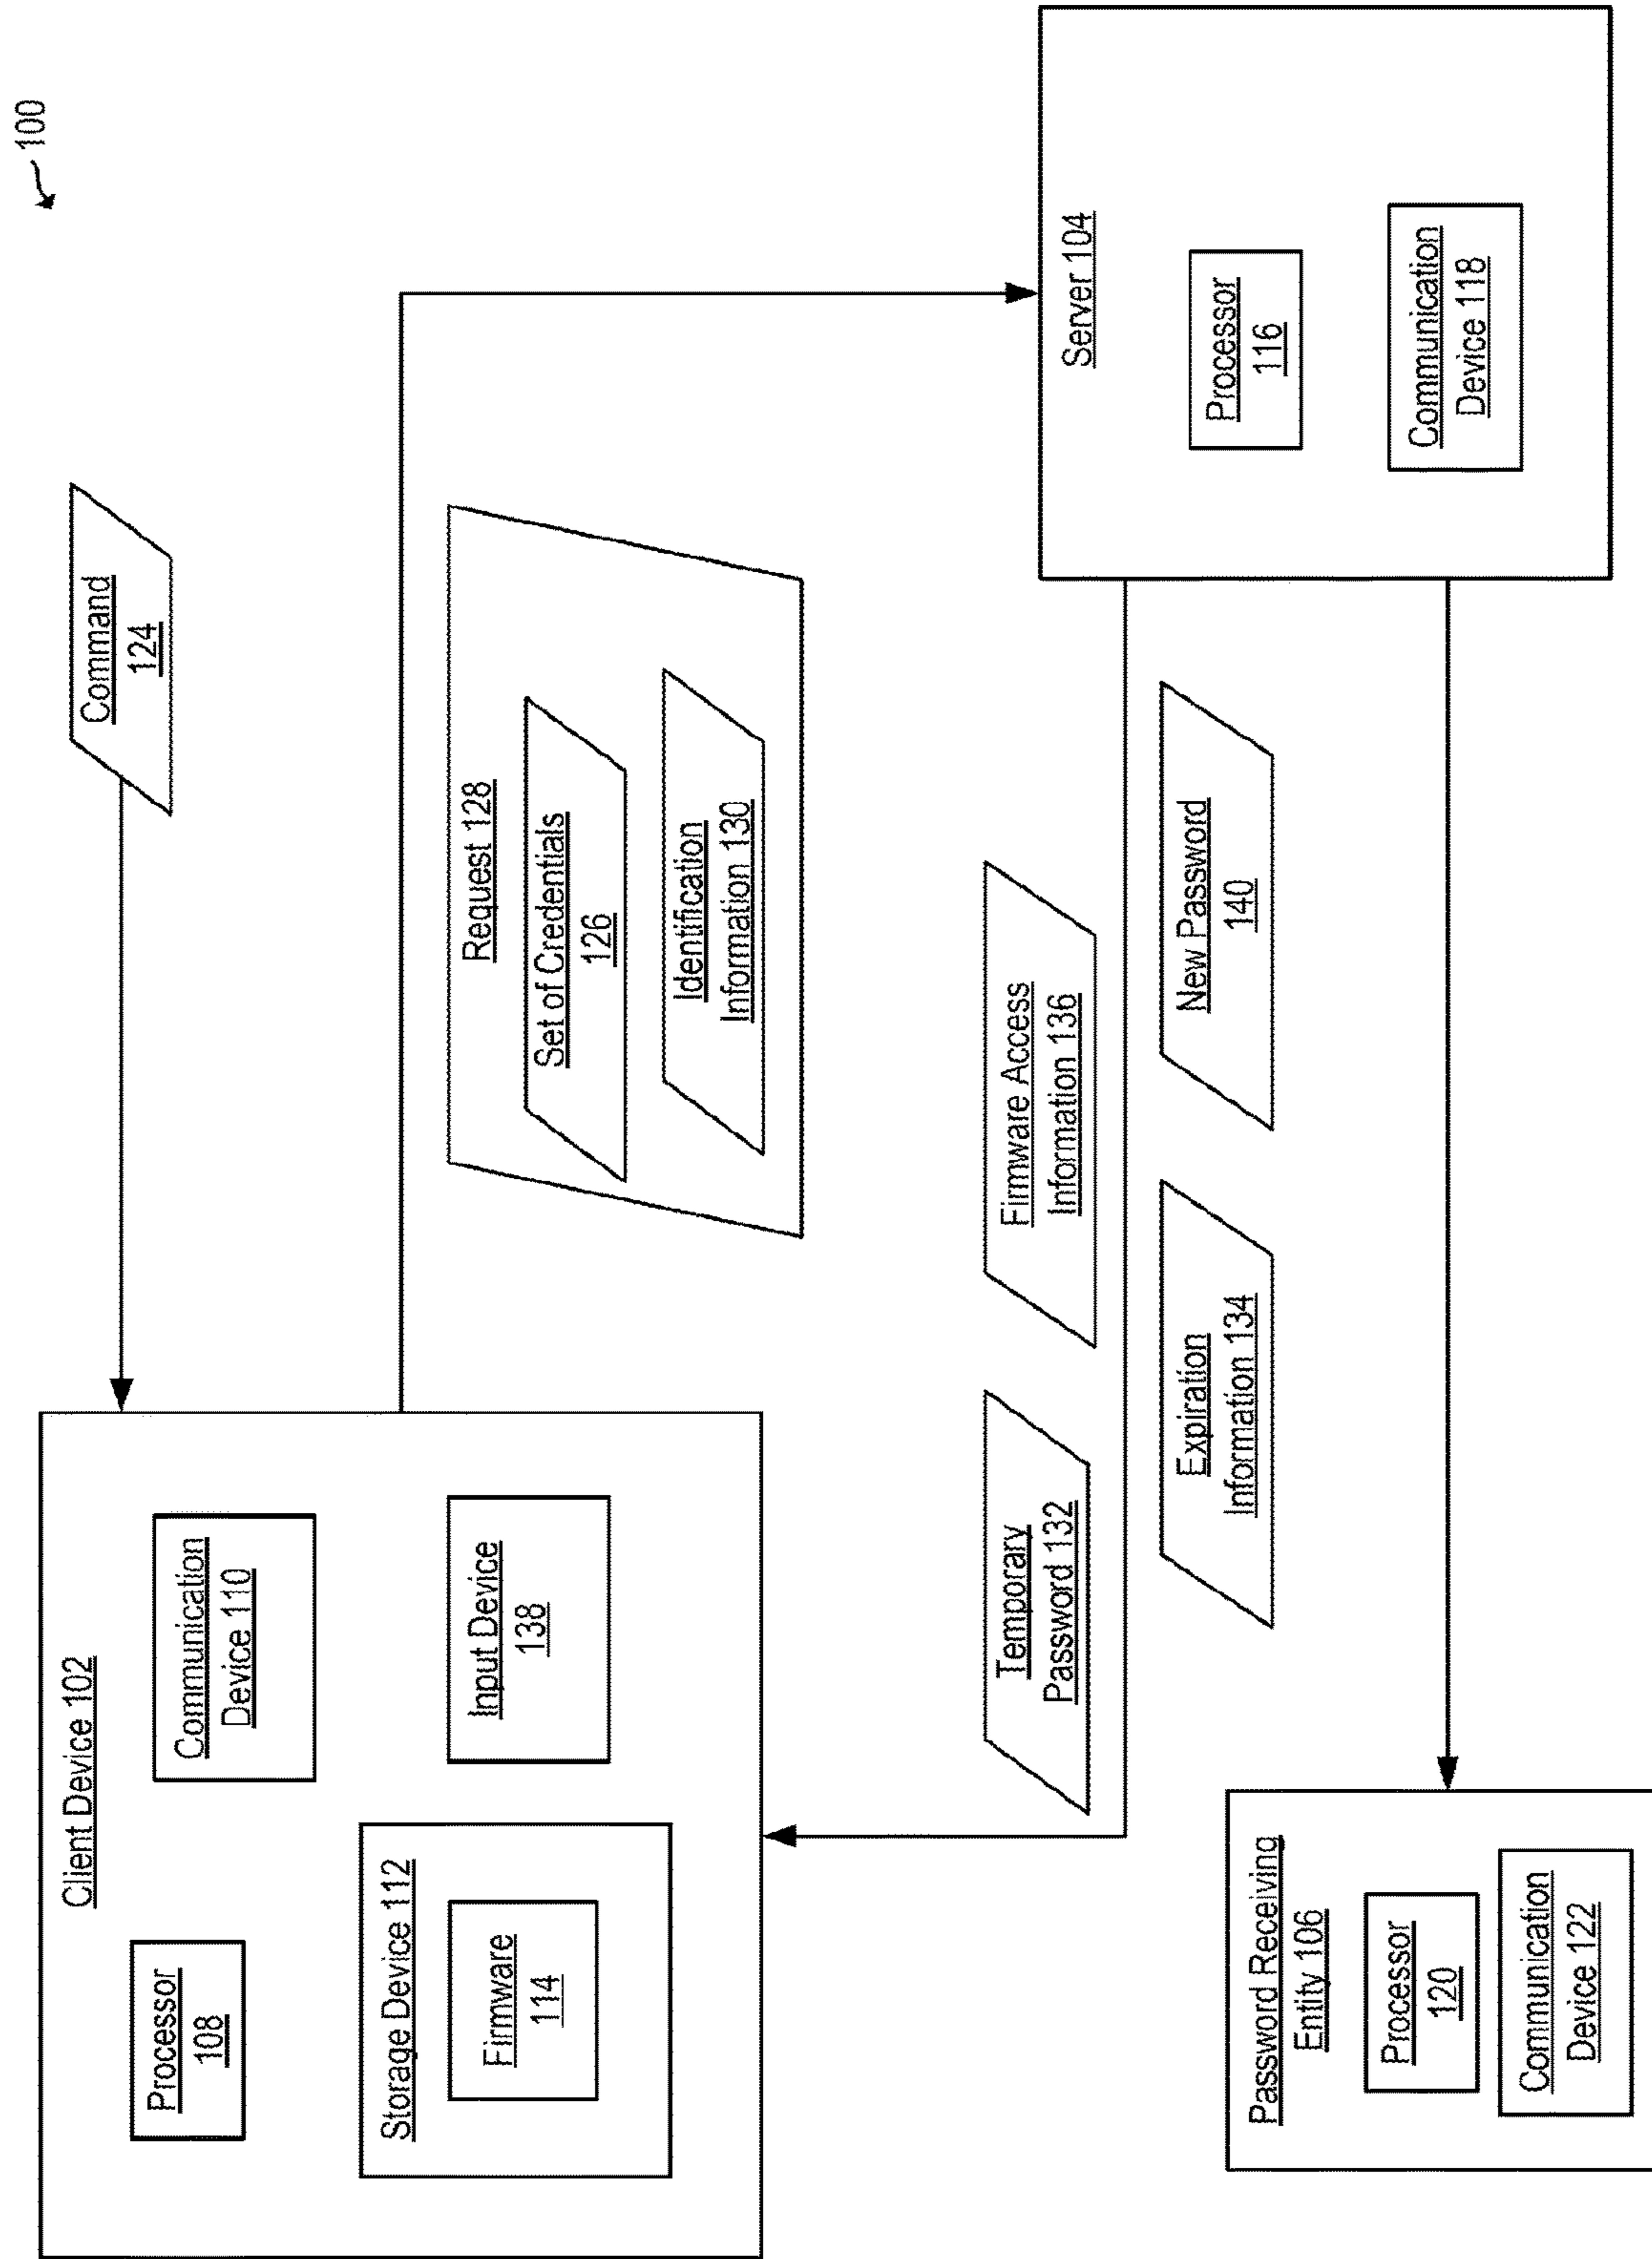 100
Client Device 102
Processor
108
Communication
Device 110
Storage Device 112
Firmware
114
Input Device
138
Command
124
Request 128
Set of Credentials
126
Identification
Information 130
Temporary
Password 132
Firmware Access
Information 136
Expiration
Information 134
New Password
140
Server 104
Processor
116
Communication
Device 118
Password Receiving
Entity 106
Processor
120
Communication
Device 122